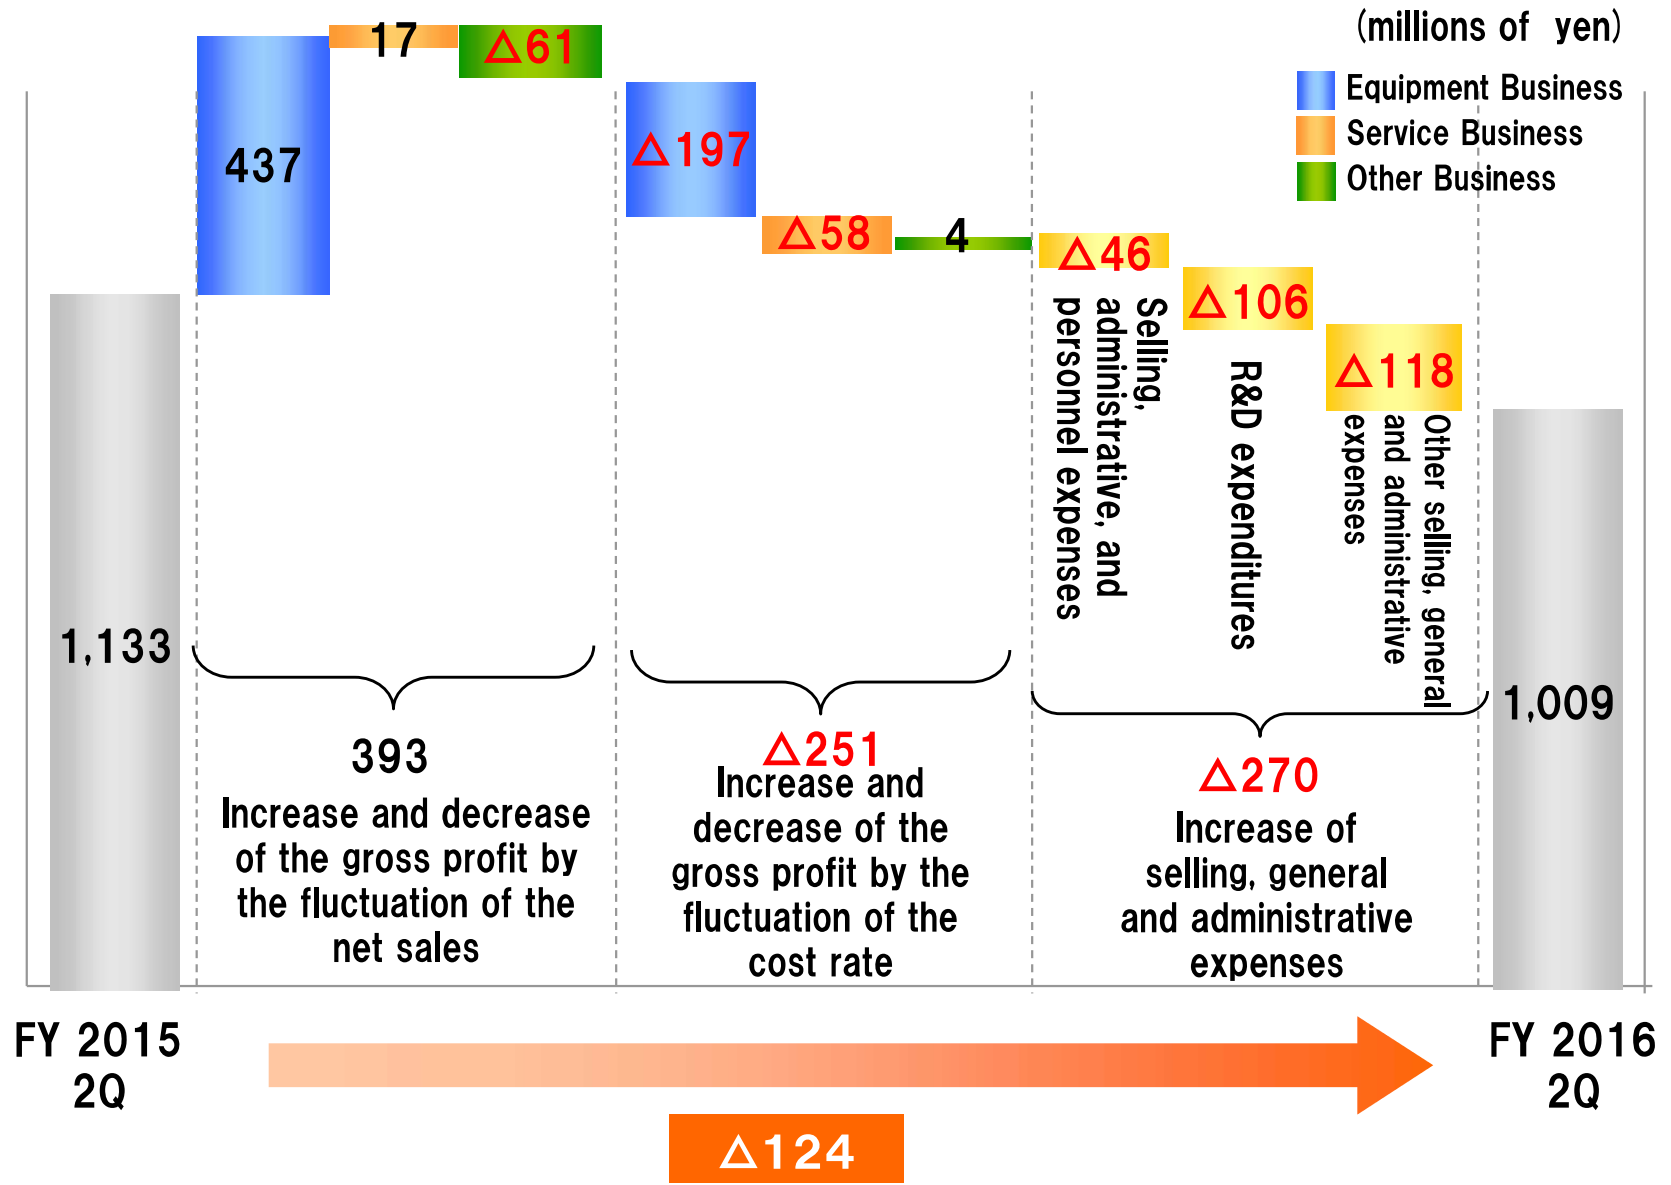 (millions of yen)
Equipment Business
Service Business
Other Business
1,133
437
17
△61
△197
△58
4
△46
Selling,
administrative, and
personnel expenses
△106
R&D expenditures
△118
Other selling, general
and administrative
expenses
1,009
393
Increase and decrease
of the gross profit by
the fluctuation of the
net sales
△251
Increase and
decrease of the
gross profit by the
fluctuation of the
cost rate
△270
Increase of
selling, general
and administrative
expenses
FY 2015
2Q
FY 2016
2Q
△124